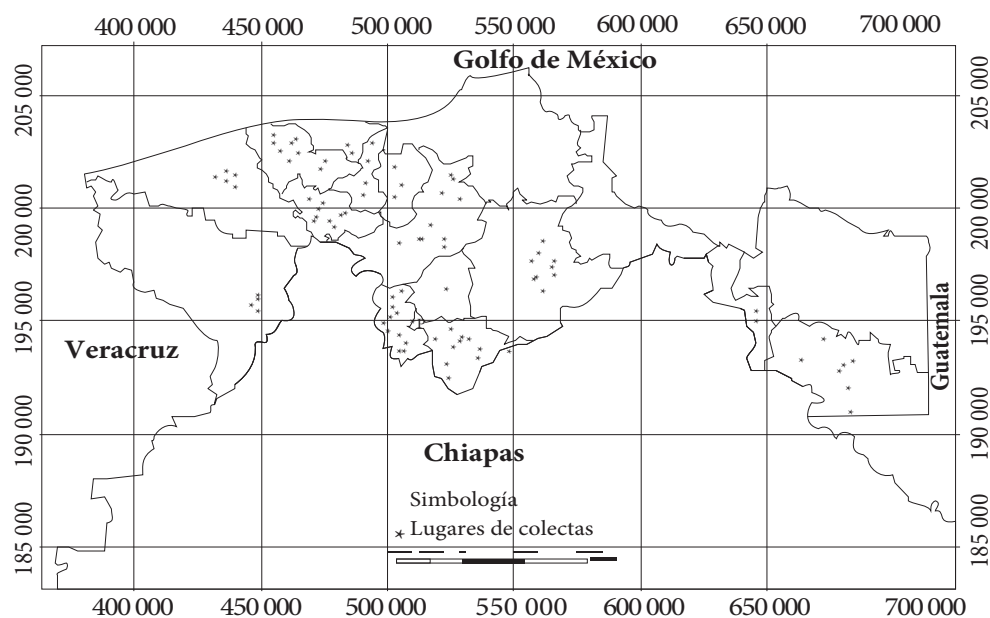 400 000 450 000 500 000 550 000 600 000 650 000 700 000
Golfo de México
205 000 205 000
200 000 200 000
195 000 195 000
Veracruz
Guatemala
190 000 190 000
Chiapas
Simbología
Lugares de colectas
185 000 185 000
400 000 450 000 500 000 550 000 600 000 650 000 700 000